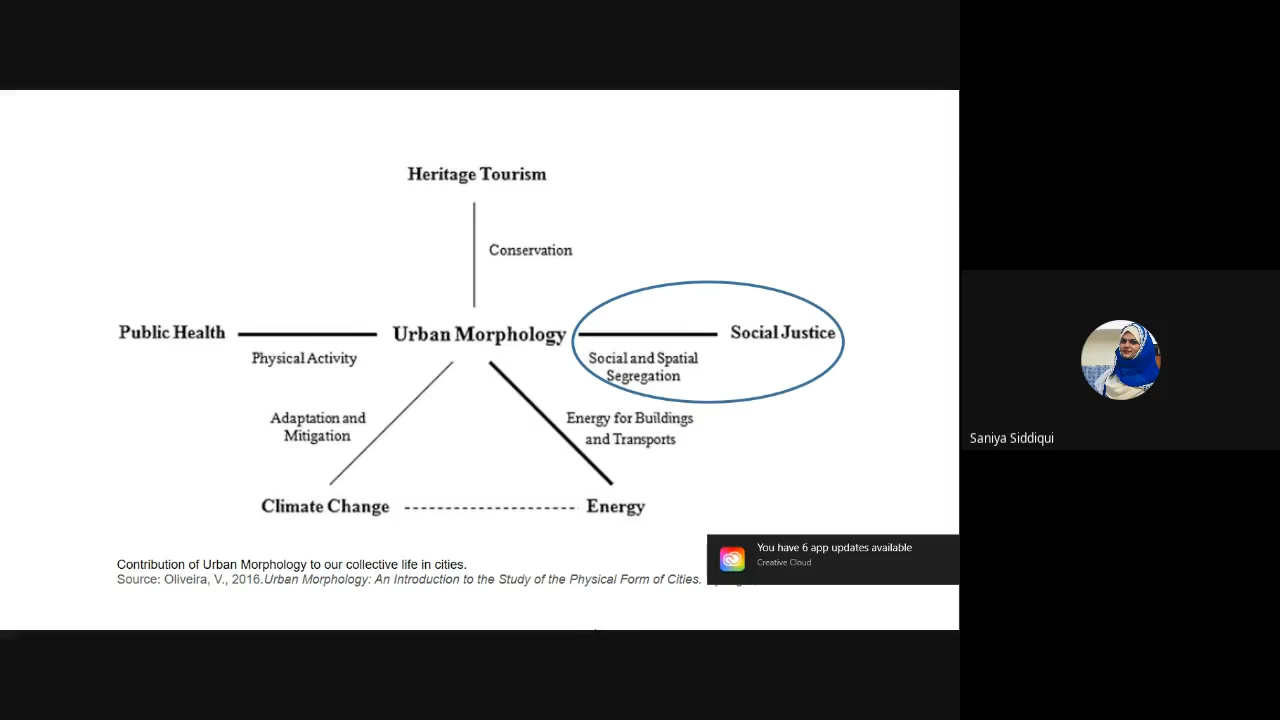 Heritage Tourism
Conservation
Public Health
Urban Morphology
Social Justice
Physical Activity
Social and Spatial
Segregation
Adaptation and
Mitigation
Energy for Buildings
and Transports
Climate Change
Energy
Contribution of Urban Morphology to our collective life in cities.
Source: Oliveira, V., 2016.Urban Morphology: An Introduction to the Study of the Physical Form of Cities.
You have 6 app updates available
Creative Cloud
Saniya Siddiqui